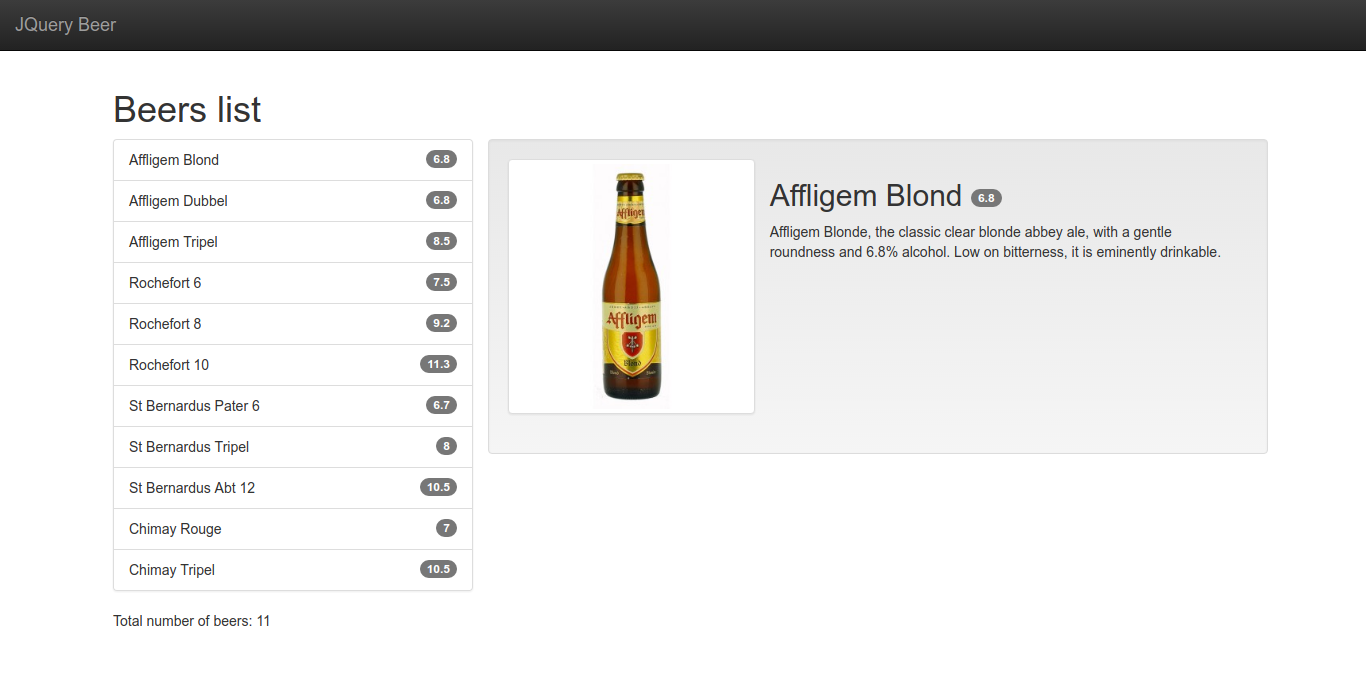 JQuery Beer
Beers list
Affligem Blond 6.8
Affligem Dubbel 6.8
Affligem Tripel 8.5
Rochefort 6 7.5
Rochefort 8 9.2
Rochefort 10 11.3
St Bernardus Pater 6 6.7
St Bernardus Tripel 8
St Bernardus Abt 12 10.5
Chimay Rouge 7
Chimay Tripel 10.5
Total number of beers: 11
Affligem
Affligem
Blond
Affligem Blond 6.8
Affligem Blonde, the classic clear blonde abbey ale, with a gentle
roundness and 6.8% alcohol. Low on bitterness, it is eminently drinkable.